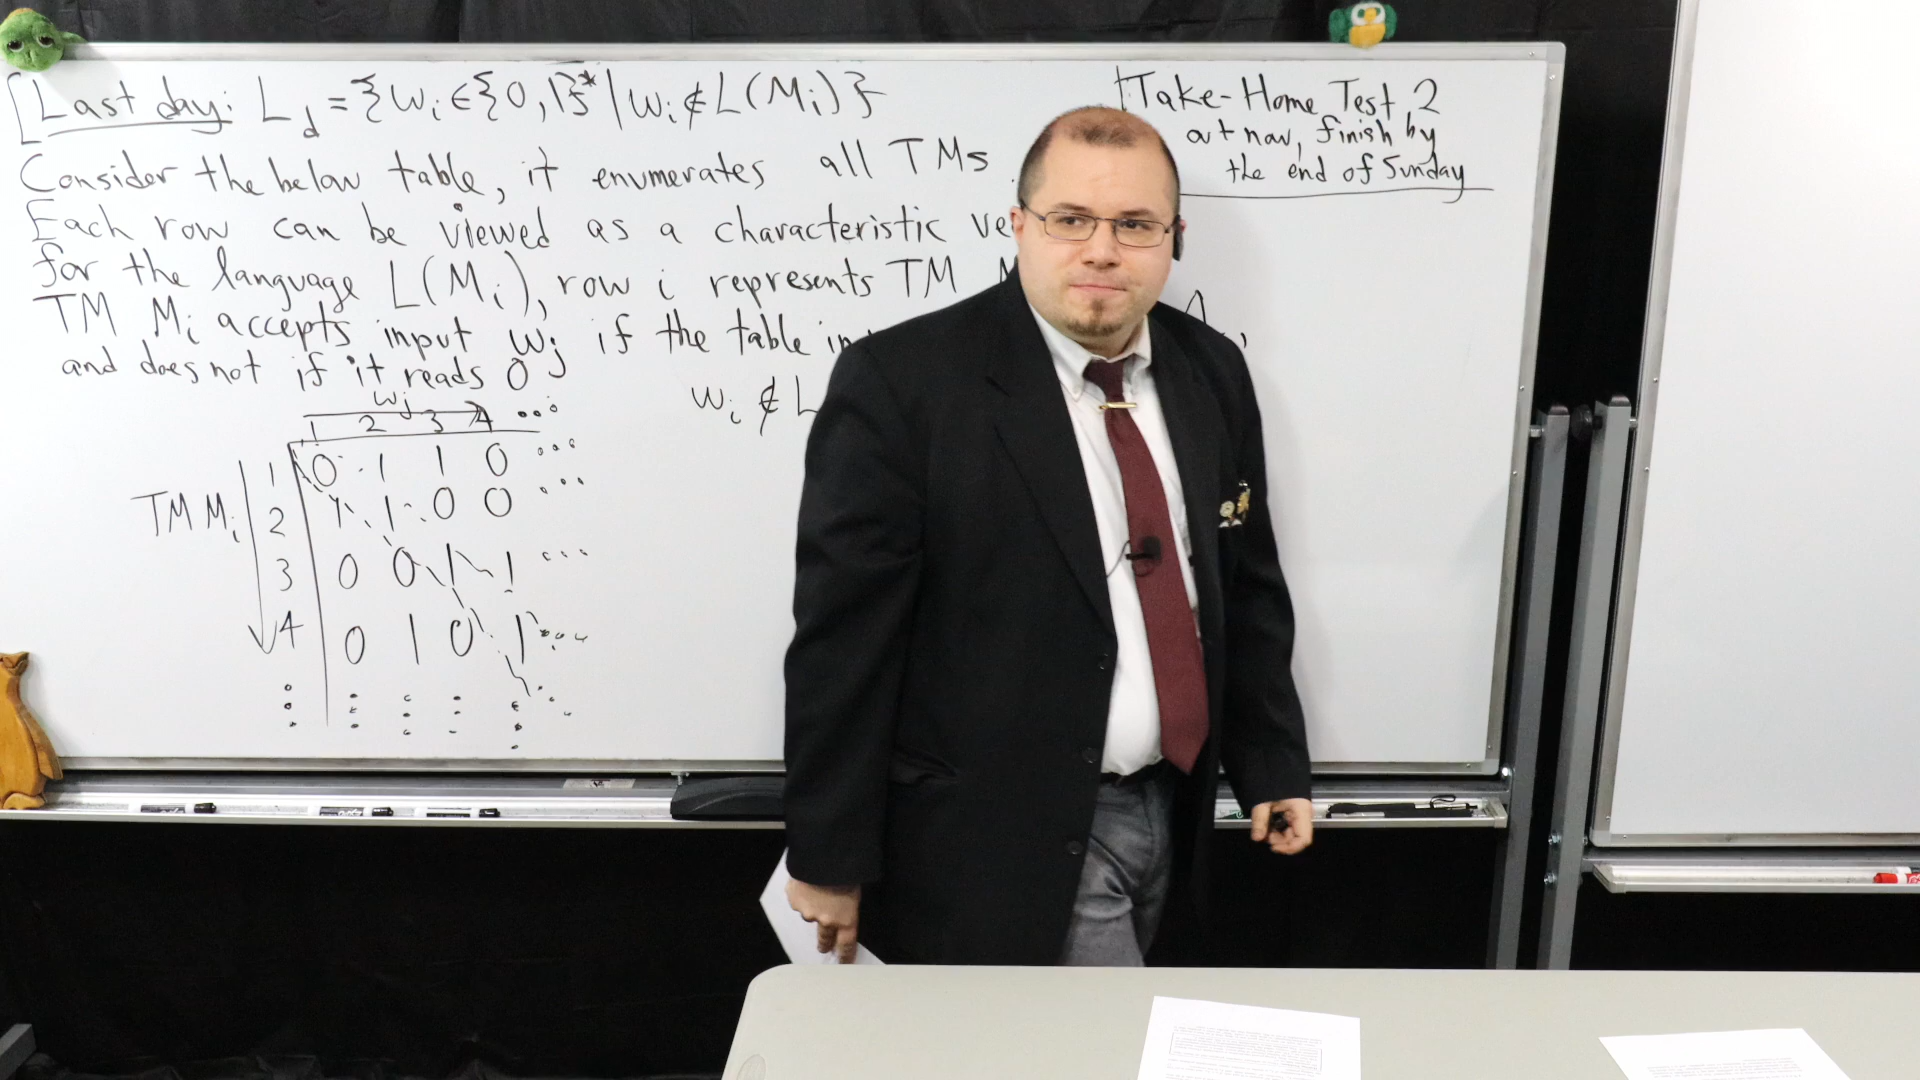 [Last day: L_d = {w_i ∈ {0,1}* | w_i ∉ L(M_i)}
Consider the below table, it enumerates all TMs.
Each row can be viewed as a characteristic ve
for the language L(M_i), row i represents TM M
TM M_i accepts input w_j if the table in
and does not if it reads 0
w_i ∉ L
w_j
1 2 3 4 ...
1 0 1 1 0 ...
TM M_i
2 1 1 0 0 ...
3 0 0 1 1 ...
4 0 1 0 1 ...
Take-Home Test 2
out now, finish by
the end of Sunday